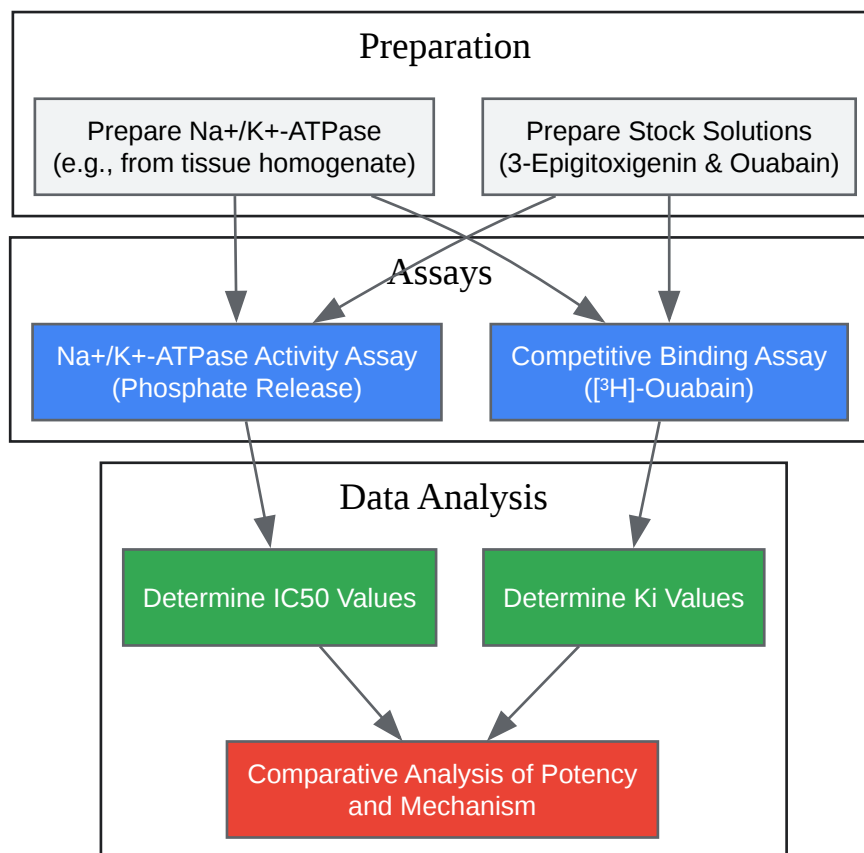 Preparation
Prepare Na+/K+-ATPase
(e.g., from tissue homogenate)
Prepare Stock Solutions
(3-Epigitoxigenin & Ouabain)
Assays
Na+/K+-ATPase Activity Assay
(Phosphate Release)
Competitive Binding Assay
([³H]-Ouabain)
Data Analysis
Determine IC50 Values
Determine Ki Values
Comparative Analysis of Potency
and Mechanism